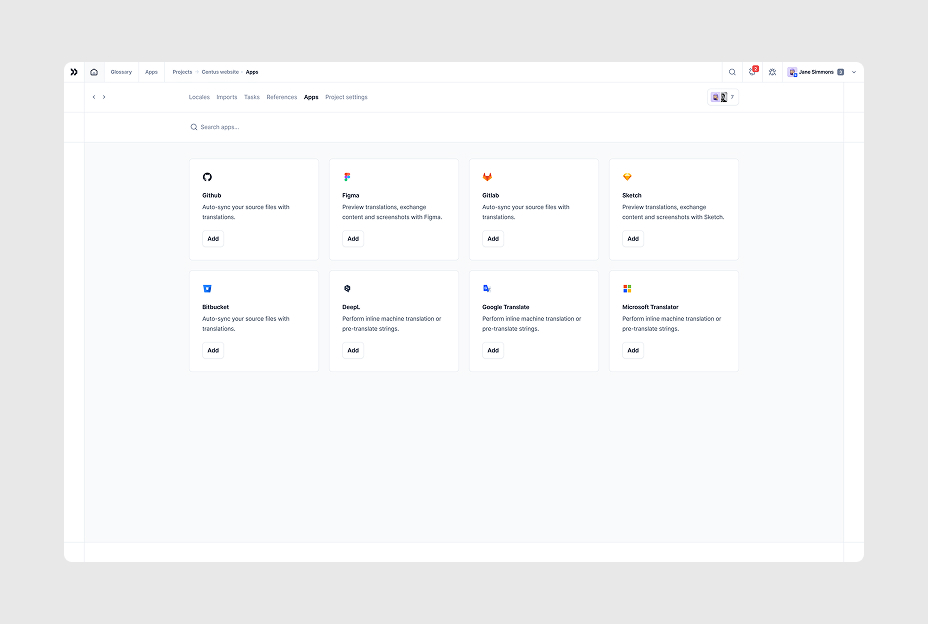 Glossary Apps Projects Centus website Apps 2 Jane Simmons
Locales Imports Tasks References Apps Project settings 7
Search apps...
Github
Auto-sync your source files with
translations.
Add
Figma
Preview translations, exchange
content and screenshots with Figma.
Add
Gitlab
Auto-sync your source files with
translations.
Add
Sketch
Preview translations, exchange
content and screenshots with Sketch.
Add
Bitbucket
Auto-sync your source files with
translations.
Add
DeepL
Perform inline machine translation or
pre-translate strings.
Add
Google Translate
Perform inline machine translation or
pre-translate strings.
Add
Microsoft Translator
Perform inline machine translation or
pre-translate strings.
Add